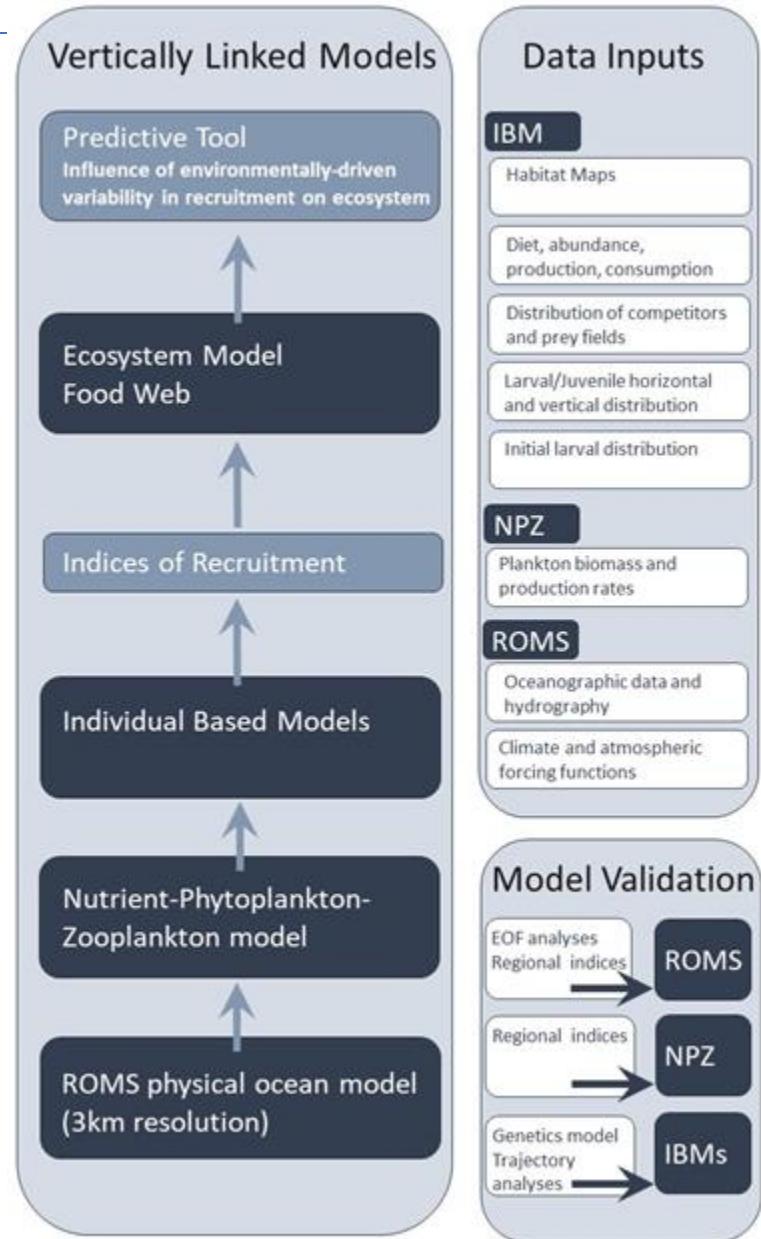 Vertically Linked Models
Predictive Tool
Influence of environmentally-driven
variability in recruitment on ecosystem
Ecosystem Model
Food Web
Indices of Recruitment
Individual Based Models
Nutrient-Phytoplankton-
Zooplankton model
ROMS physical ocean model
(3km resolution)
Data Inputs
IBM
Habitat Maps
Diet, abundance,
production, consumption
Distribution of competitors
and prey fields
Larval/Juvenile horizontal
and vertical distribution
Initial larval distribution
NPZ
Plankton biomass and
production rates
ROMS
Oceanographic data and
hydrography
Climate and atmospheric
forcing functions
Model Validation
EOF analyses
Regional indices
ROMS
Regional indices
NPZ
Genetics model
Trajectory
analyses
IBMs